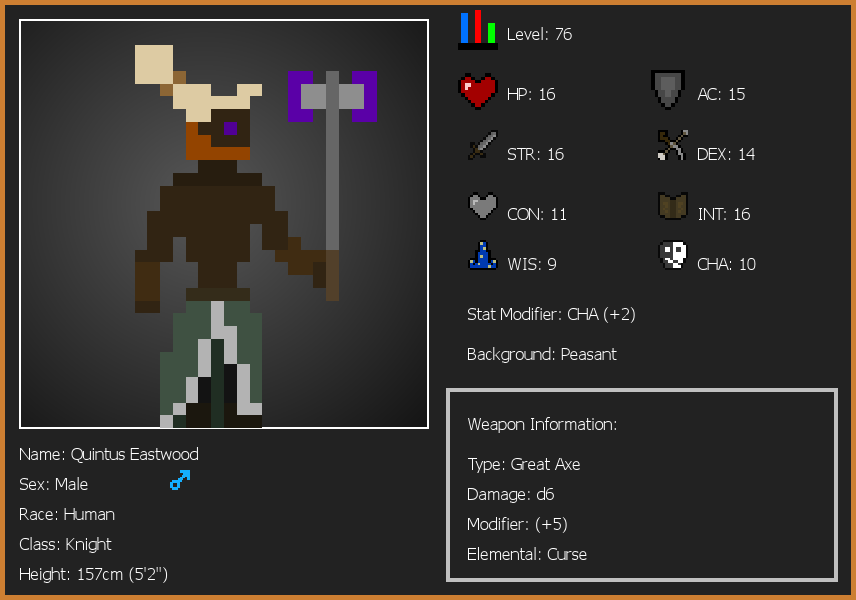 Level: 76
HP: 16
AC: 15
STR: 16
DEX: 14
CON: 11
INT: 16
WIS: 9
CHA: 10
Stat Modifier: CHA (+2)
Background: Peasant
Weapon Information:
Type: Great Axe
Damage: d6
Modifier: (+5)
Elemental: Curse
Name: Quintus Eastwood
Sex: Male
Race: Human
Class: Knight
Height: 157cm (5'2")